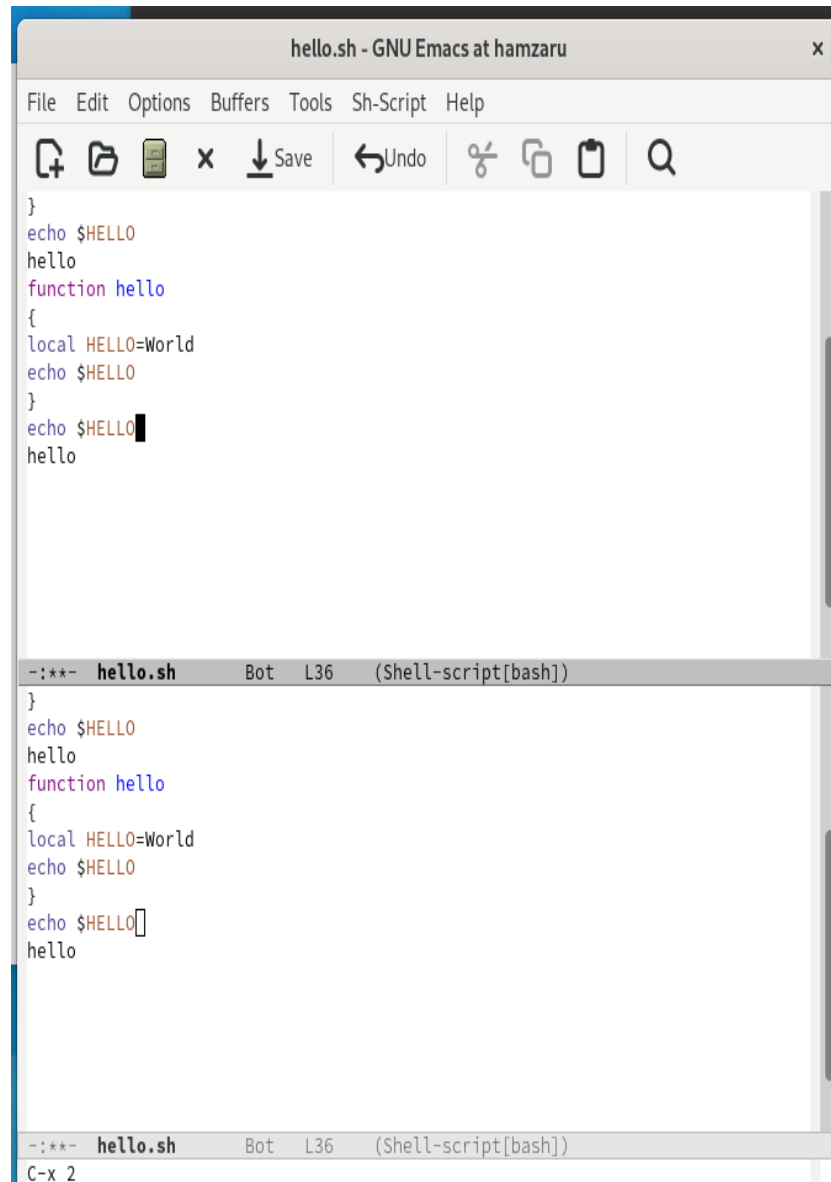 hello.sh - GNU Emacs at hamzaru
File Edit Options Buffers Tools Sh-Script Help
Save Undo
}
echo $HELLO
hello
function hello
{
local HELLO=World
echo $HELLO
}
echo $HELLO
hello
-:**- hello.sh Bot L36 (Shell-script[bash])
}
echo $HELLO
hello
function hello
{
local HELLO=World
echo $HELLO
}
echo $HELLO
hello
-:**- hello.sh Bot L36 (Shell-script[bash])
C-x 2